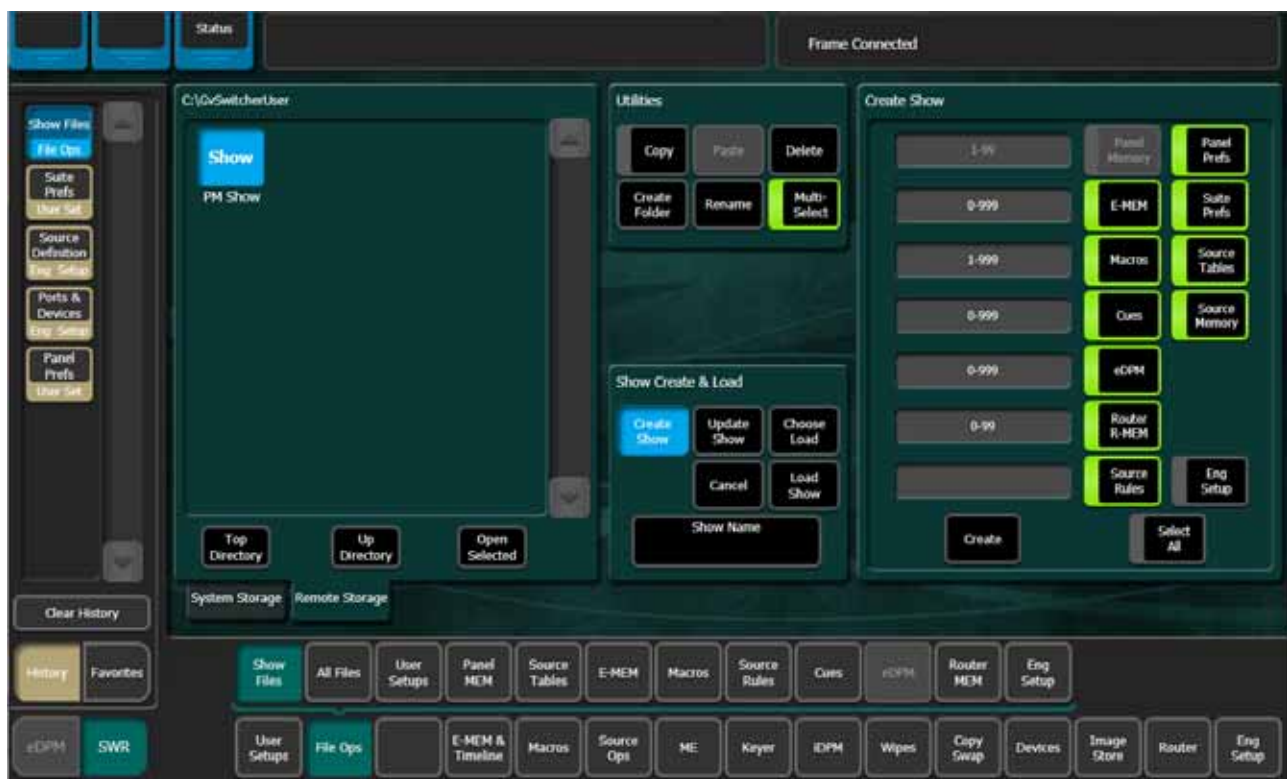 Status
Frame Connected
Show Files
File Ops
Suite
Prefs
User Set
Source
Definition
Eng Setup
Ports &
Devices
Eng Setup
Panel
Prefs
User Set
Clear History
History
Favorites
eDPM
SWR
C:\GvSwitcherUser
Show
PM Show
Top
Directory
Up
Directory
Open
Selected
System Storage
Remote Storage
Utilities
Copy
Paste
Delete
Create
Folder
Rename
Multi-
Select
Show Create & Load
Create
Show
Update
Show
Choose
Load
Cancel
Load
Show
Show Name
Create Show
1-99
Panel
Memory
Panel
Prefs
0-999
E-MEM
Suite
Prefs
1-999
Macros
Source
Tables
0-999
Cues
Source
Memory
0-999
eDPM
0-99
Router
R-MEM
Source
Rules
Eng
Setup
Create
Select
All
Show
Files
All Files
User
Setups
Panel
MEM
Source
Tables
E-MEM
Macros
Source
Rules
Cues
eDPM
Router
MEM
Eng
Setup
User
Setups
File Ops
E-MEM &
Timeline
Macros
Source
Ops
ME
Keyer
iDPM
Wipes
Copy
Swap
Devices
Image
Store
Router
Eng
Setup